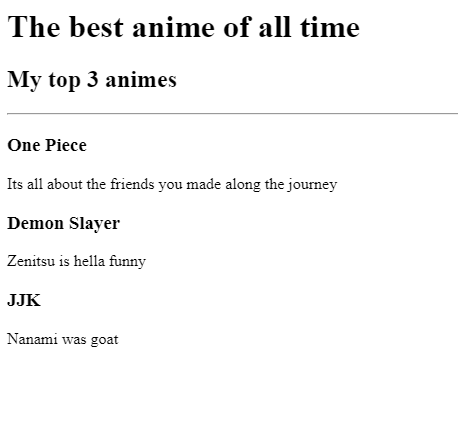 The best anime of all time
My top 3 animes
One Piece
Its all about the friends you made along the journey
Demon Slayer
Zenitsu is hella funny
JJK
Nanami was goat